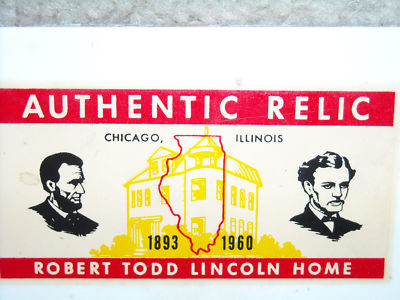 AUTHENTIC RELIC
CHICAGO, ILLINOIS
1893 1960
ROBERT TODD LINCOLN HOME